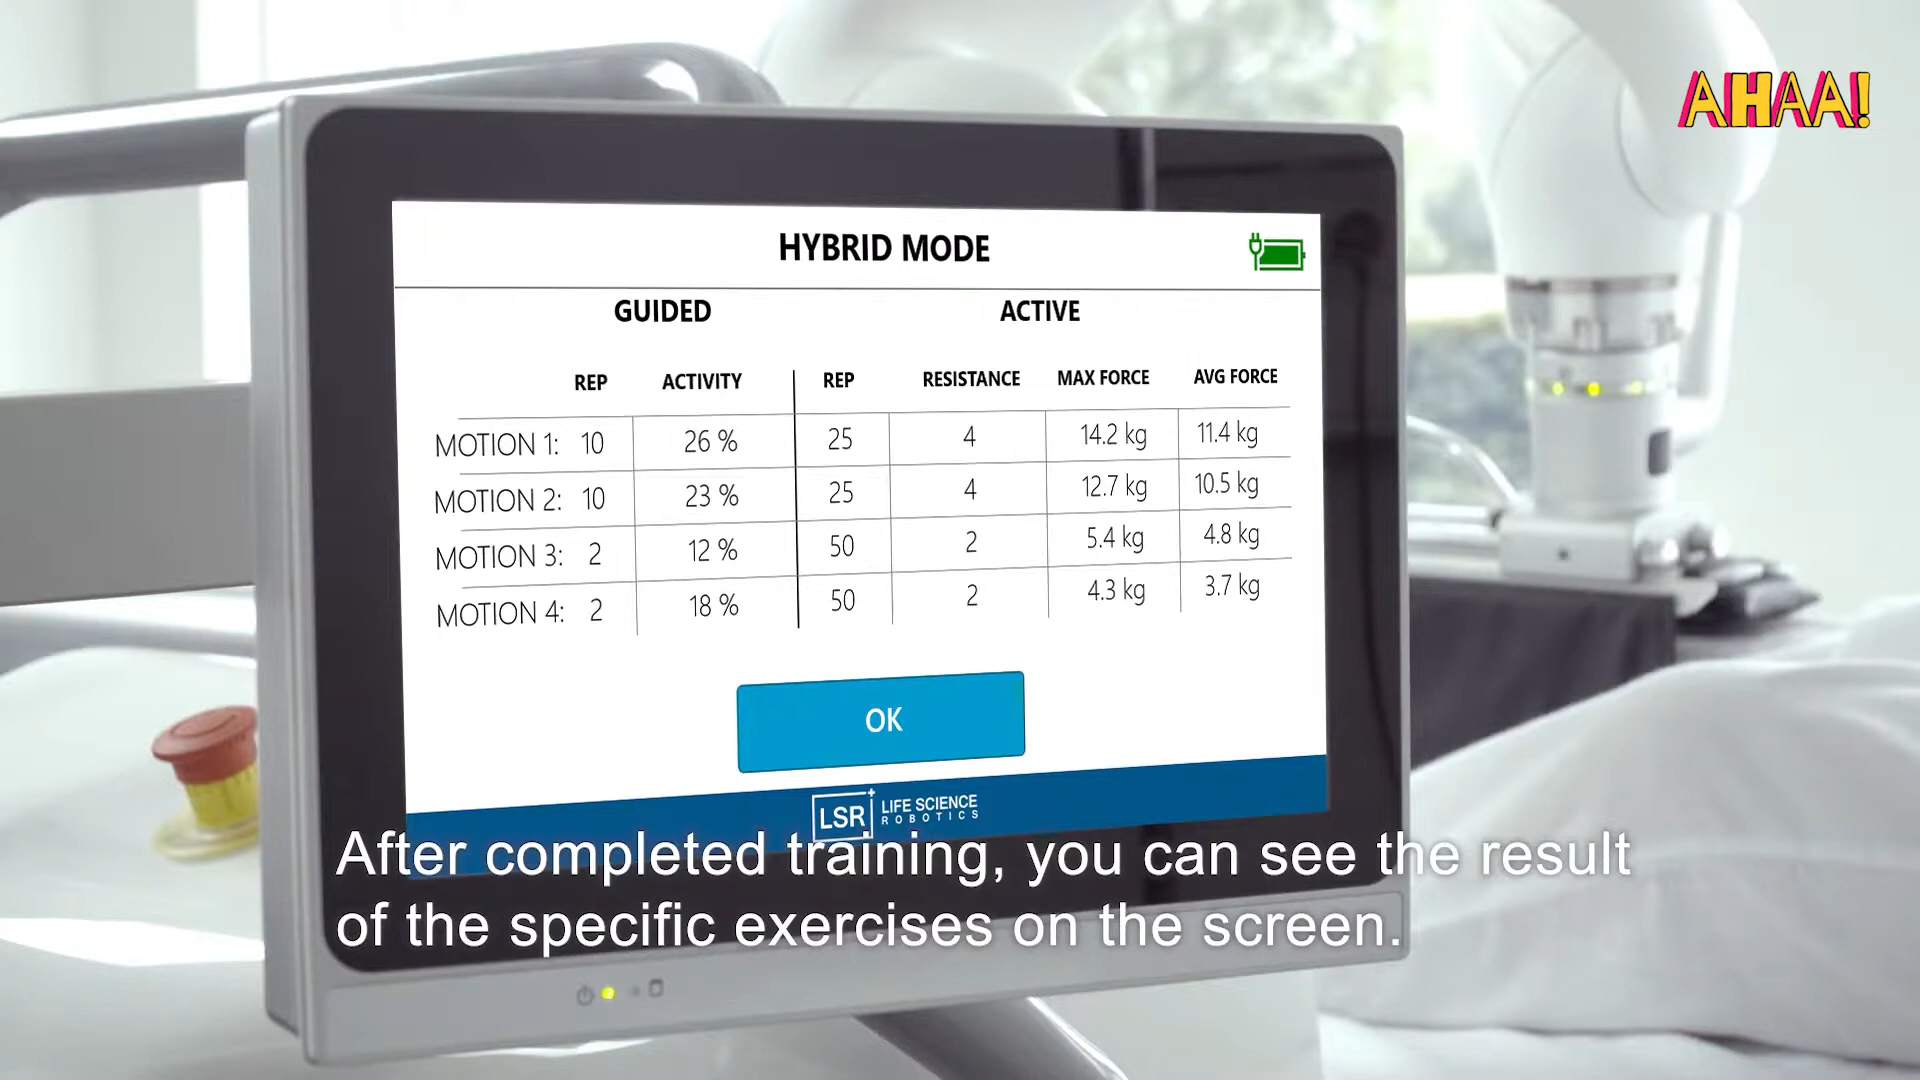 AHAA!
HYBRID MODE
GUIDED ACTIVE
REP ACTIVITY REP RESISTANCE MAX FORCE AVG FORCE
MOTION 1: 10 26 % 25 4 14.2 kg 11.4 kg
MOTION 2: 10 23 % 25 4 12.7 kg 10.5 kg
MOTION 3: 2 12 % 50 2 5.4 kg 4.8 kg
MOTION 4: 2 18 % 50 2 4.3 kg 3.7 kg
OK
LSR LIFE SCIENCE
ROBOTICS
After completed training, you can see the result
of the specific exercises on the screen.